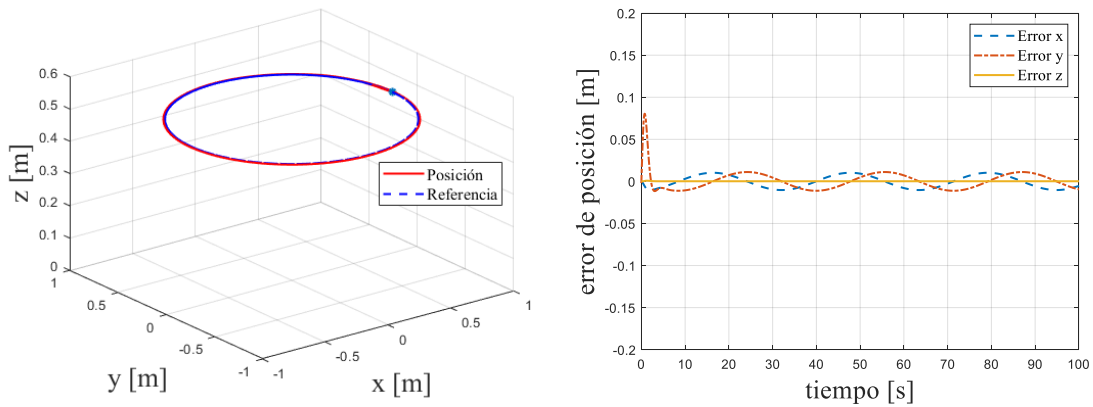 0.6
0.5
0.4
0.3
0.2
0.1
0
z [m]
1
0.5
0
-0.5
-1
y [m]
-1
-0.5
0
0.5
1
x [m]
Posición
Referencia
0.2
0.15
0.1
0.05
0
-0.05
-0.1
-0.15
-0.2
error de posición [m]
Error x
Error y
Error z
0 10 20 30 40 50 60 70 80 90 100
tiempo [s]